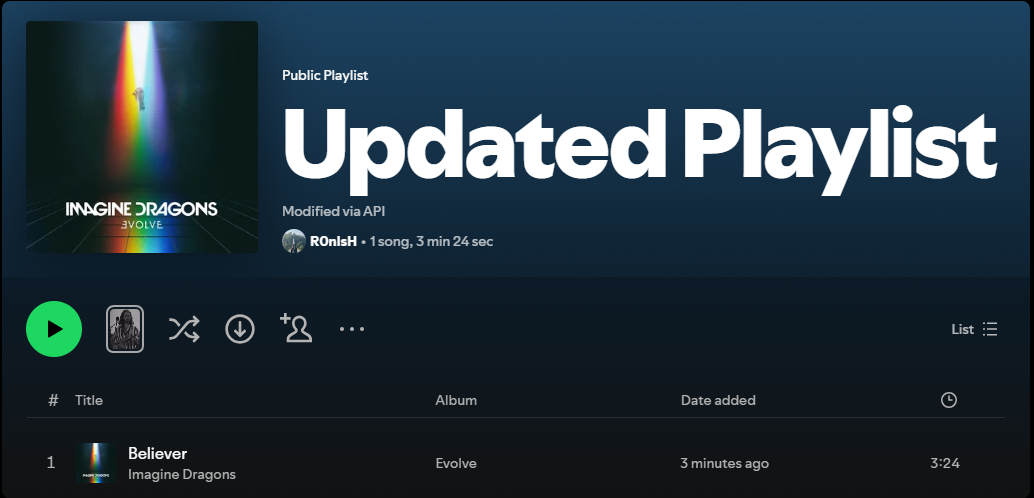 Public Playlist
Updated Playlist
IMAGINE DRAGONS
EVOLVE
Modified via API
R0nIsH • 1 song, 3 min 24 sec
List
# Title Album Date added
1 Believer Evolve 3 minutes ago 3:24
Imagine Dragons